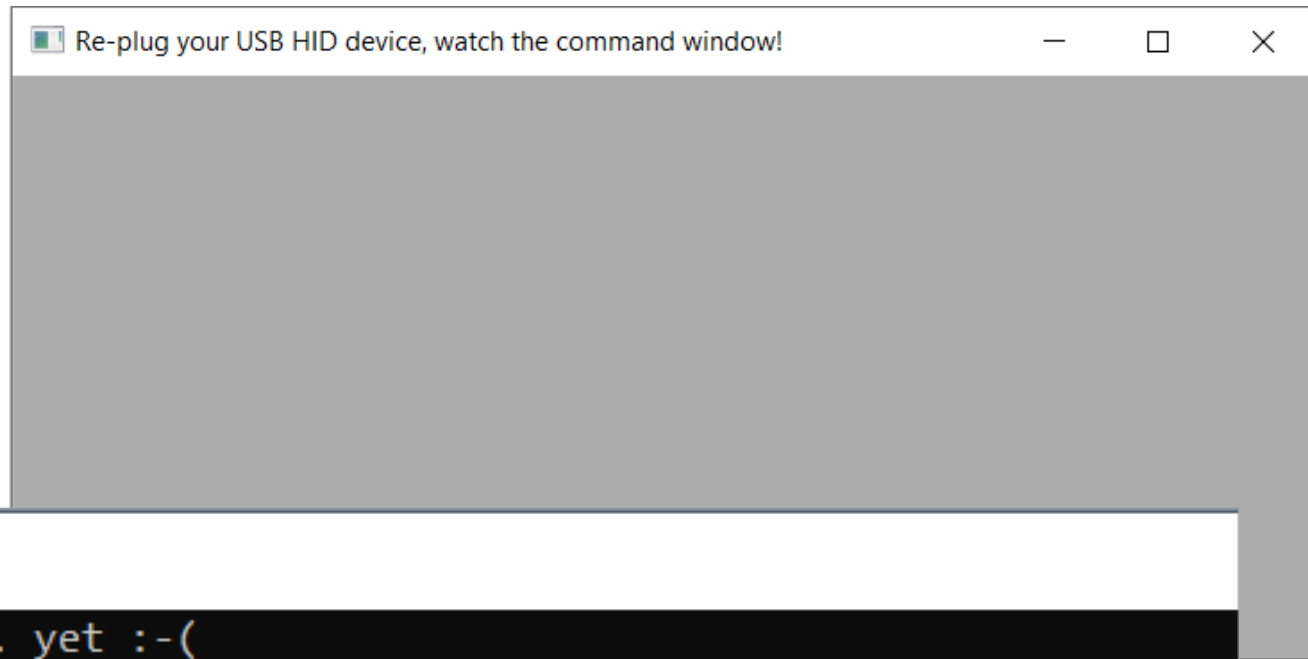 Re-plug your USB HID device, watch the command window!
. yet :-(